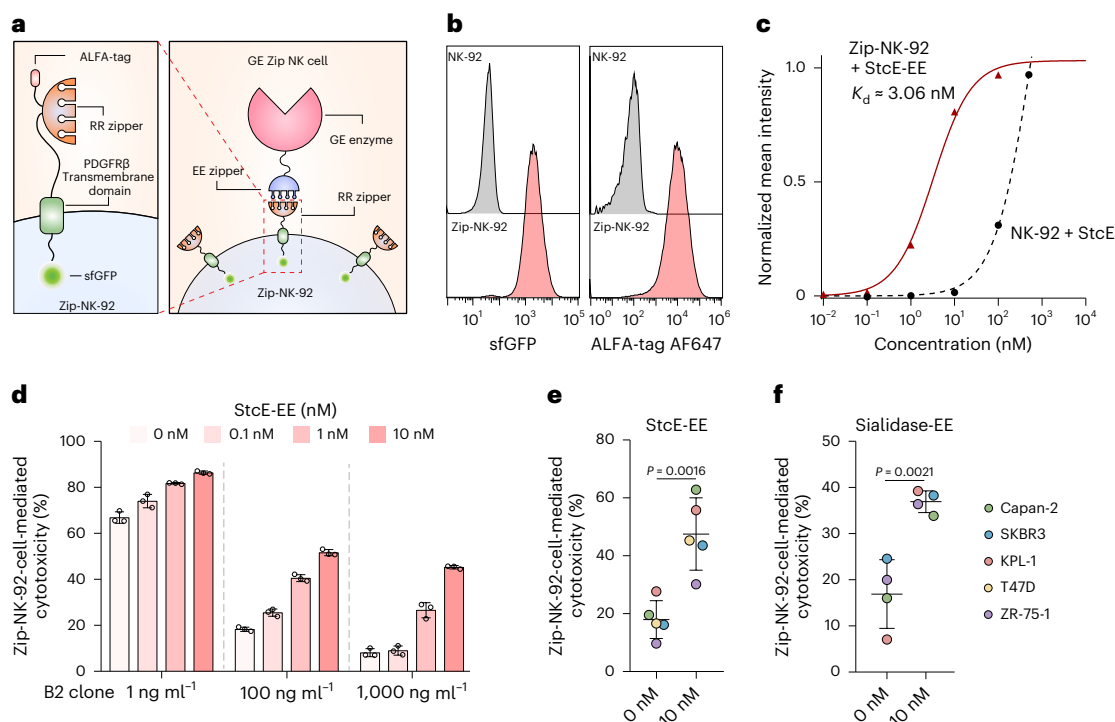 a
ALFA-tag
RR zipper
PDGFRβ
Transmembrane
domain
sfGFP
Zip-NK-92
GE Zip NK cell
GE enzyme
EE zipper
RR zipper
Zip-NK-92
b
NK-92
NK-92
Zip-NK-92
Zip-NK-92
10¹ 10³ 10⁵
10⁰ 10² 10⁴ 10⁶
sfGFP
ALFA-tag AF647
c
Zip-NK-92
+ StcE-EE
K_d ≈ 3.06 nM
NK-92 + StcE
Normalized mean intensity
1.0
0.5
0
10⁻² 10⁻¹ 10⁰ 10¹ 10² 10³ 10⁴
Concentration (nM)
d
StcE-EE (nM)
0 nM 0.1 nM 1 nM 10 nM
Zip-NK-92-cell-mediated
cytotoxicity (%)
100
80
60
40
20
0
B2 clone 1 ng ml⁻¹ 100 ng ml⁻¹ 1,000 ng ml⁻¹
e
StcE-EE
P = 0.0016
Zip-NK-92-cell-mediated
cytotoxicity (%)
80
60
40
20
0
0 nM
10 nM
f
Sialidase-EE
P = 0.0021
Zip-NK-92-cell-mediated
cytotoxicity (%)
50
40
30
20
10
0
0 nM
10 nM
Capan-2
SKBR3
KPL-1
T47D
ZR-75-1